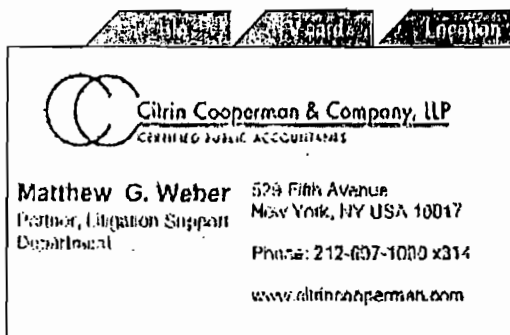 Location
Citrin Cooperman & Company, LLP
CERTIFIED PUBLIC ACCOUNTANTS
Matthew G. Weber
Partner, Litigation Support
Department
529 Fifth Avenue
New York, NY USA 10017
Phone: 212-697-1000 x314
www.citrincooperman.com